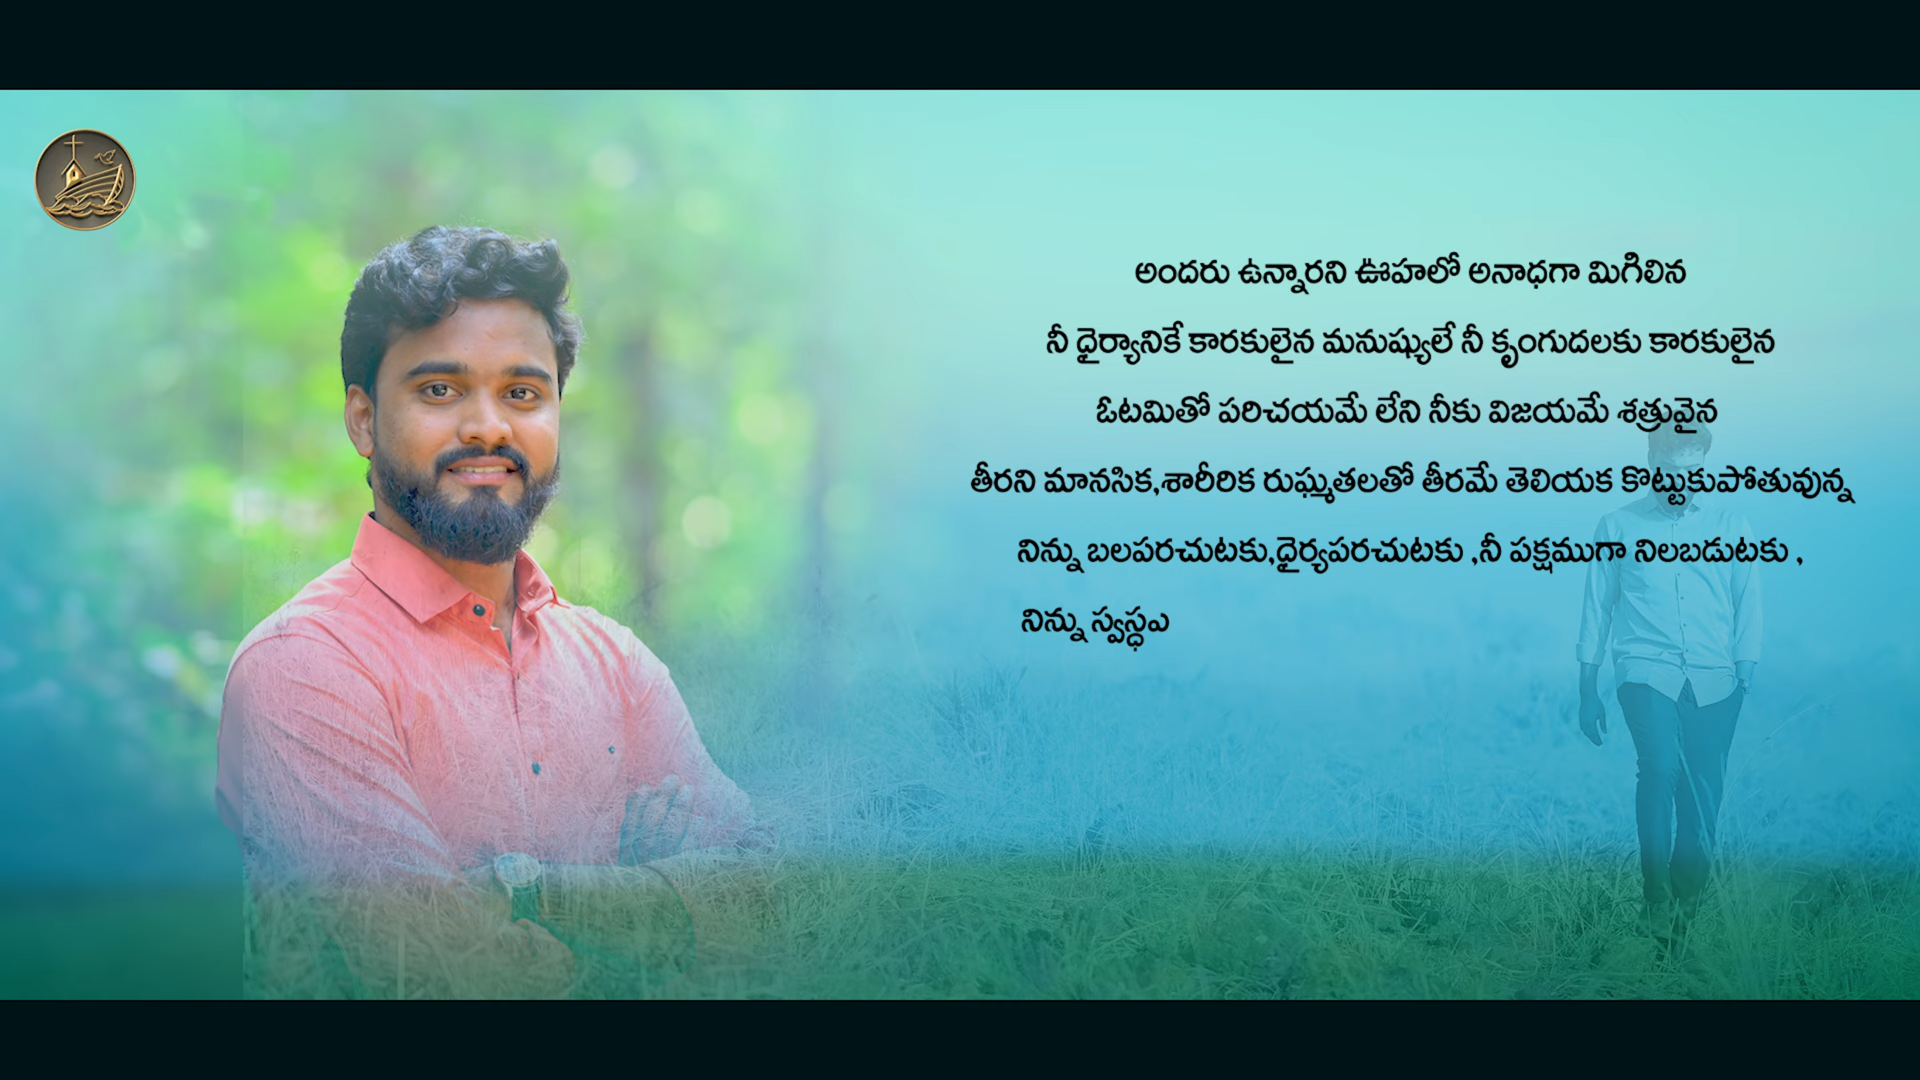 అందరు ఉన్నారని ఊహలో అనాధగా మిగిలిన
నీ ధైర్యానికే కారకులైన మనుష్యులే నీ కృంగుదలకు కారకులైన
ఓటమితో పరిచయమే లేని నీకు విజయమే శత్రువైన
తీరని మానసిక,శారీరిక రుఘ్మతలతో తీరమే తెలియక కొట్టుకుపోతువున్న
నిన్ను బలపరచుటకు,ధైర్యపరచుటకు ,నీ పక్షముగా నిలబడుటకు ,
నిన్ను